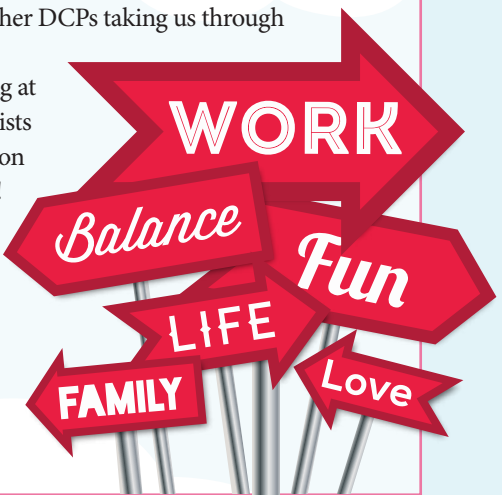 her DCPs taking us through
g at
ists
on
!
WORK
Balance
Fun
LIFE
FAMILY
Love